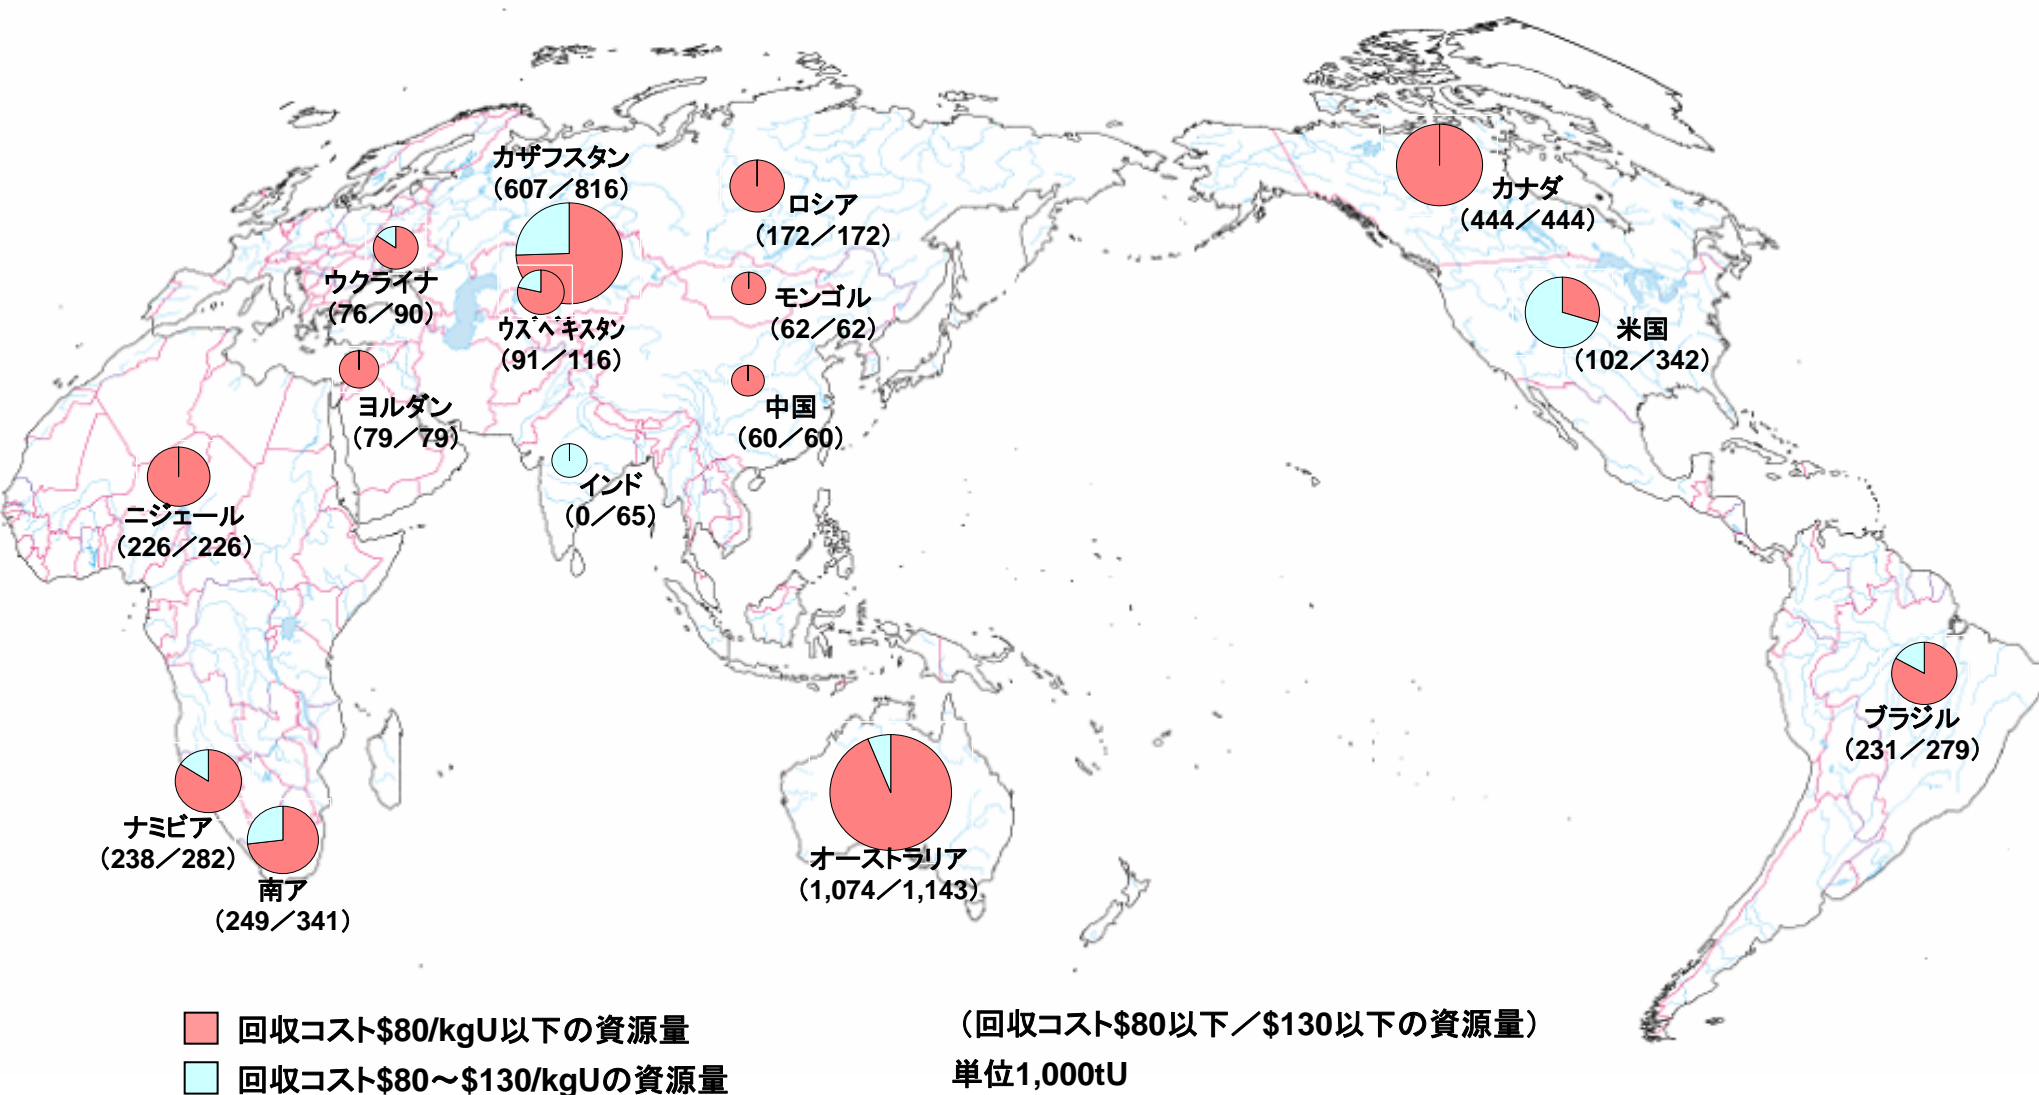 カザフスタン
（607／816）
ロシア
（172／172）
カナダ
（444／444）
ウクライナ
（76／90）
ウズベキスタン
（91／116）
モンゴル
（62／62）
米国
（102／342）
ヨルダン
（79／79）
中国
（60／60）
インド
（0／65）
ニジェール
（226／226）
ブラジル
（231／279）
ナミビア
（238／282）
南ア
（249／341）
オーストラリア
（1,074／1,143）
回収コスト$80/kgU以下の資源量
回収コスト$80～$130/kgUの資源量
（回収コスト$80以下／$130以下の資源量）
単位1,000tU